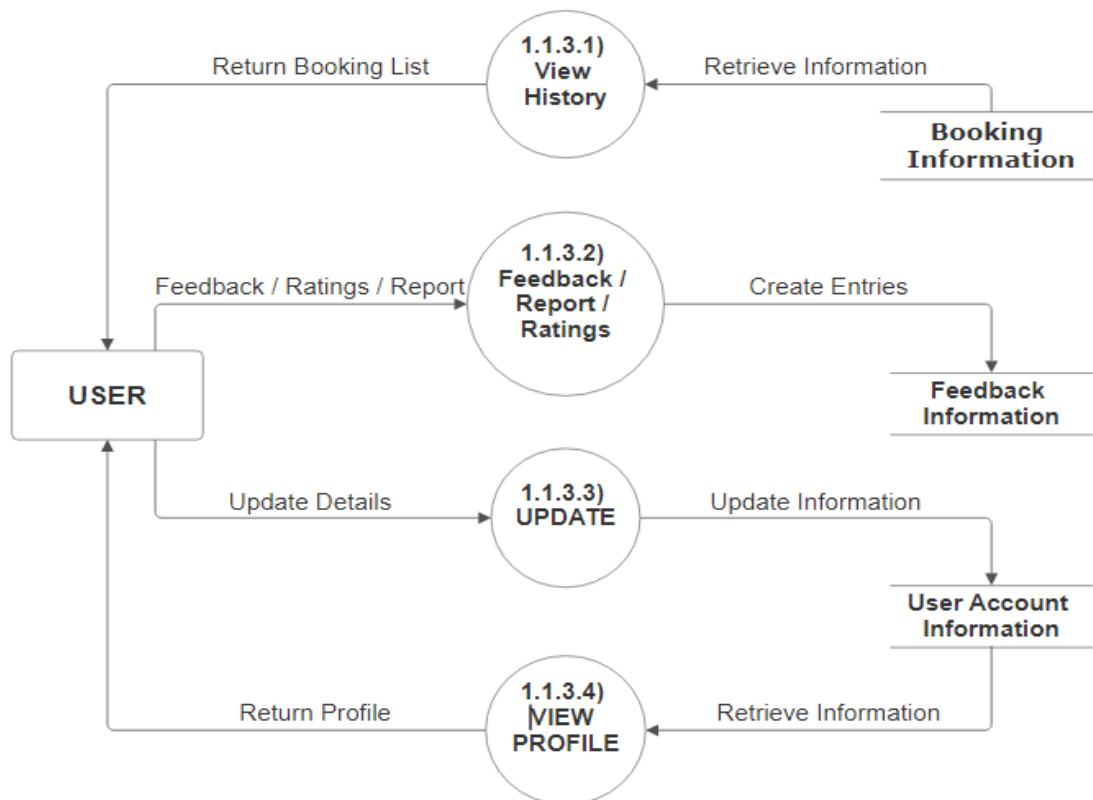 1.1.3.1)
View
History
Return Booking List
Retrieve Information
Booking
Information
1.1.3.2)
Feedback /
Report /
Ratings
Feedback / Ratings / Report
Create Entries
USER
Feedback
Information
1.1.3.3)
UPDATE
Update Details
Update Information
User Account
Information
1.1.3.4)
VIEW
PROFILE
Return Profile
Retrieve Information